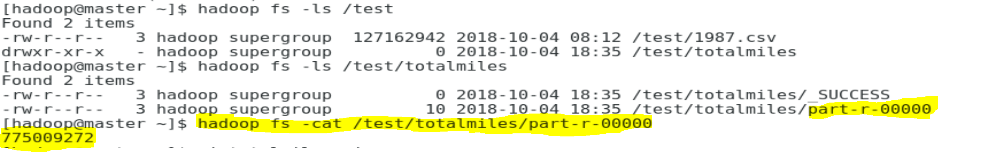 [hadoop@master ~]$ hadoop fs -ls /test
Found 2 items
-rw-r--r--   3 hadoop supergroup  127162942 2018-10-04 08:12 /test/1987.csv
drwxr-xr-x   - hadoop supergroup          0 2018-10-04 18:35 /test/totalmiles
[hadoop@master ~]$ hadoop fs -ls /test/totalmiles
Found 2 items
-rw-r--r--   3 hadoop supergroup          0 2018-10-04 18:35 /test/totalmiles/_SUCCESS
-rw-r--r--   3 hadoop supergroup         10 2018-10-04 18:35 /test/totalmiles/part-r-00000
[hadoop@master ~]$ hadoop fs -cat /test/totalmiles/part-r-00000
775009272